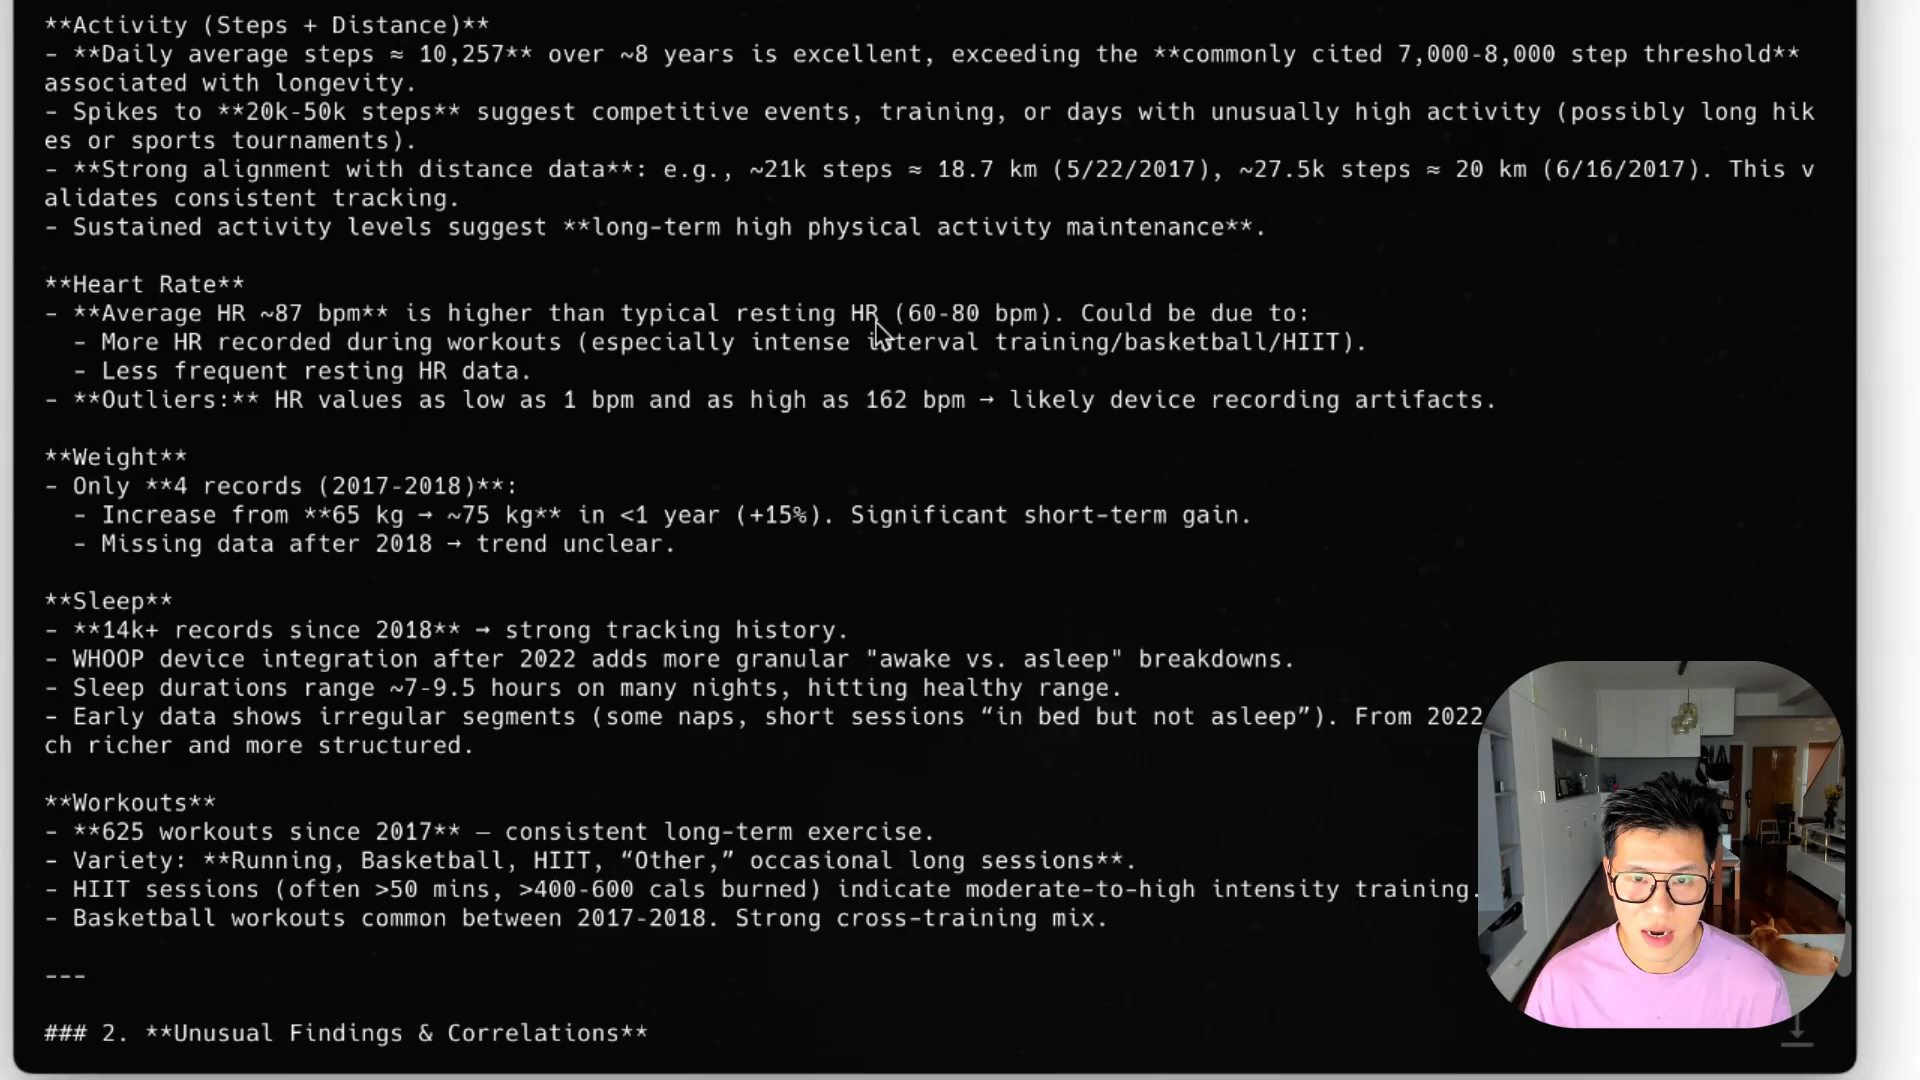 **Activity (Steps + Distance)**
- **Daily average steps ≈ 10,257** over ~8 years is excellent, exceeding the **commonly cited 7,000-8,000 step threshold**
associated with longevity.
- Spikes to **20k-50k steps** suggest competitive events, training, or days with unusually high activity (possibly long hik
es or sports tournaments).
- **Strong alignment with distance data**: e.g., ~21k steps ≈ 18.7 km (5/22/2017), ~27.5k steps ≈ 20 km (6/16/2017). This v
alidates consistent tracking.
- Sustained activity levels suggest **long-term high physical activity maintenance**.
**Heart Rate**
- **Average HR ~87 bpm** is higher than typical resting HR (60-80 bpm). Could be due to:
- More HR recorded during workouts (especially intense interval training/basketball/HIIT).
- Less frequent resting HR data.
- **Outliers:** HR values as low as 1 bpm and as high as 162 bpm → likely device recording artifacts.
**Weight**
- Only **4 records (2017-2018)**:
- Increase from **65 kg → ~75 kg** in <1 year (+15%). Significant short-term gain.
- Missing data after 2018 → trend unclear.
**Sleep**
- **14k+ records since 2018** → strong tracking history.
- WHOOP device integration after 2022 adds more granular "awake vs. asleep" breakdowns.
- Sleep durations range ~7-9.5 hours on many nights, hitting healthy range.
- Early data shows irregular segments (some naps, short sessions “in bed but not asleep”). From 2022
ch richer and more structured.
**Workouts**
- **625 workouts since 2017** — consistent long-term exercise.
- Variety: **Running, Basketball, HIIT, “Other,” occasional long sessions**.
- HIIT sessions (often >50 mins, >400-600 cals burned) indicate moderate-to-high intensity training.
- Basketball workouts common between 2017-2018. Strong cross-training mix.
---
### 2. **Unusual Findings & Correlations**